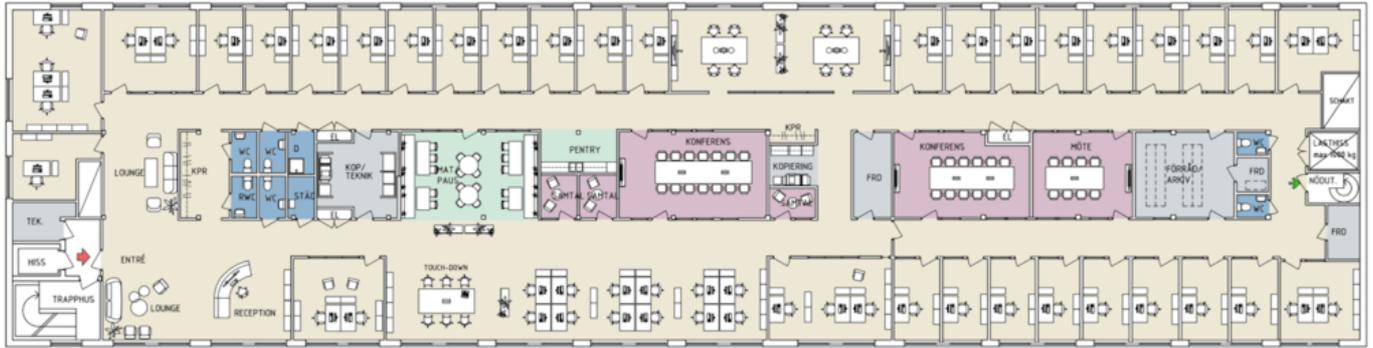 SCHAKT
LASTHISS
max 1000 kg
NÖDUT.
FRD
LOUNGE
KPR
WC
WC
D
RWC
WC
STÄD
EL
KOP/
TEKNIK
EL
MAT
PAUS
PENTRY
SAMTAL
SAMTAL
KONFERENS
KPR
KOPIERING
SAMTAL
FRD
KONFERENS
EL
MÖTE
FÖRRÅD/
ARKIV
WC
FRD
WC
TEK.
HISS
TRAPPHUS
ENTRÉ
LOUNGE
RECEPTION
TOUCH-DOWN